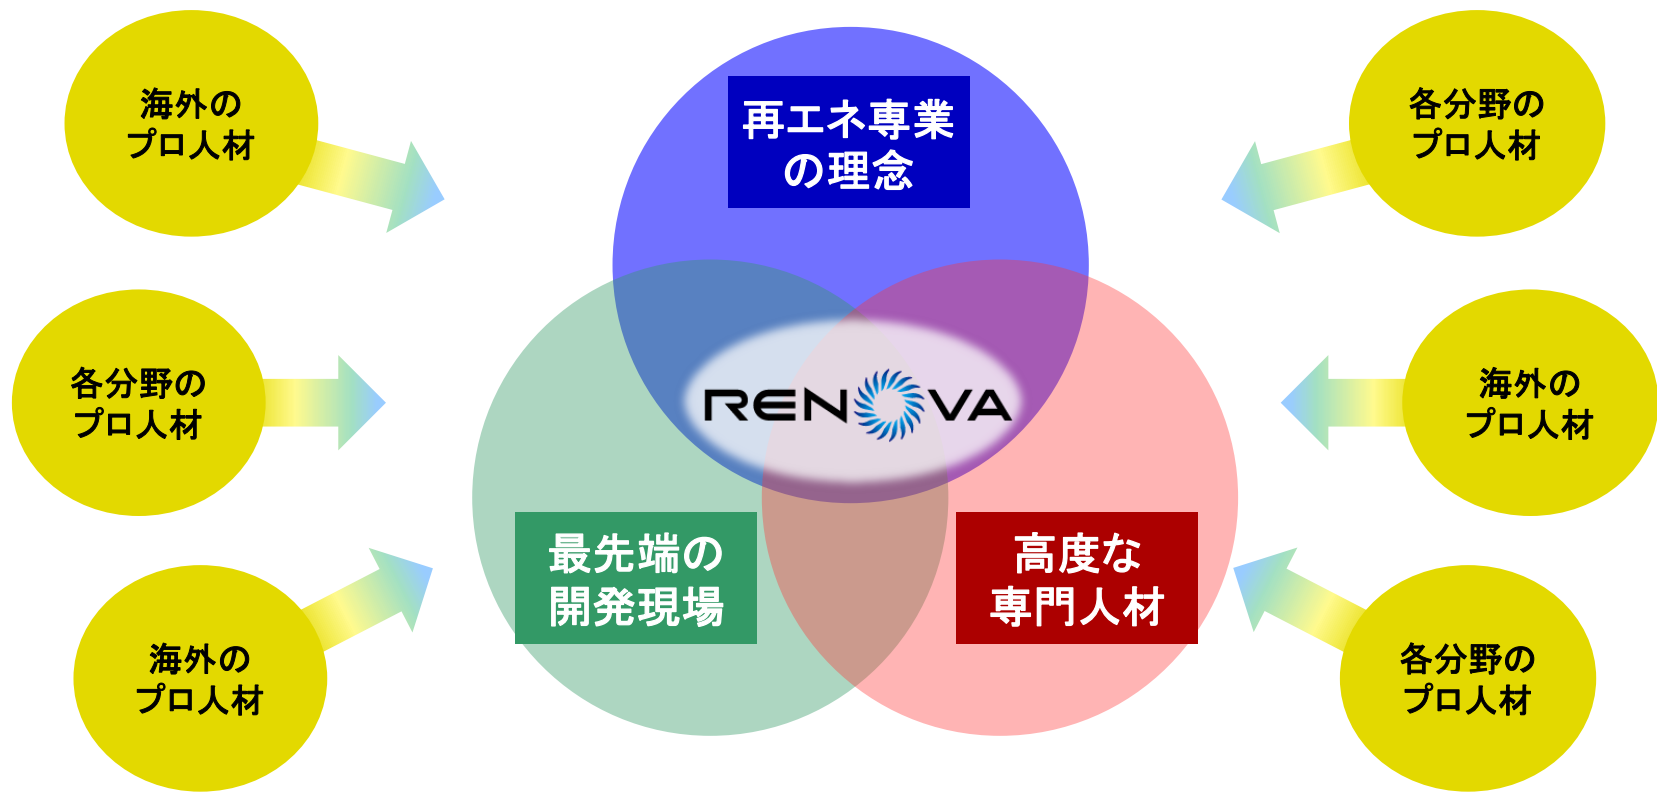 海外の
プロ人材
各分野の
プロ人材
海外の
プロ人材
再エネ専業
の理念
RENOVA
最先端の
開発現場
高度な
専門人材
各分野の
プロ人材
海外の
プロ人材
各分野の
プロ人材